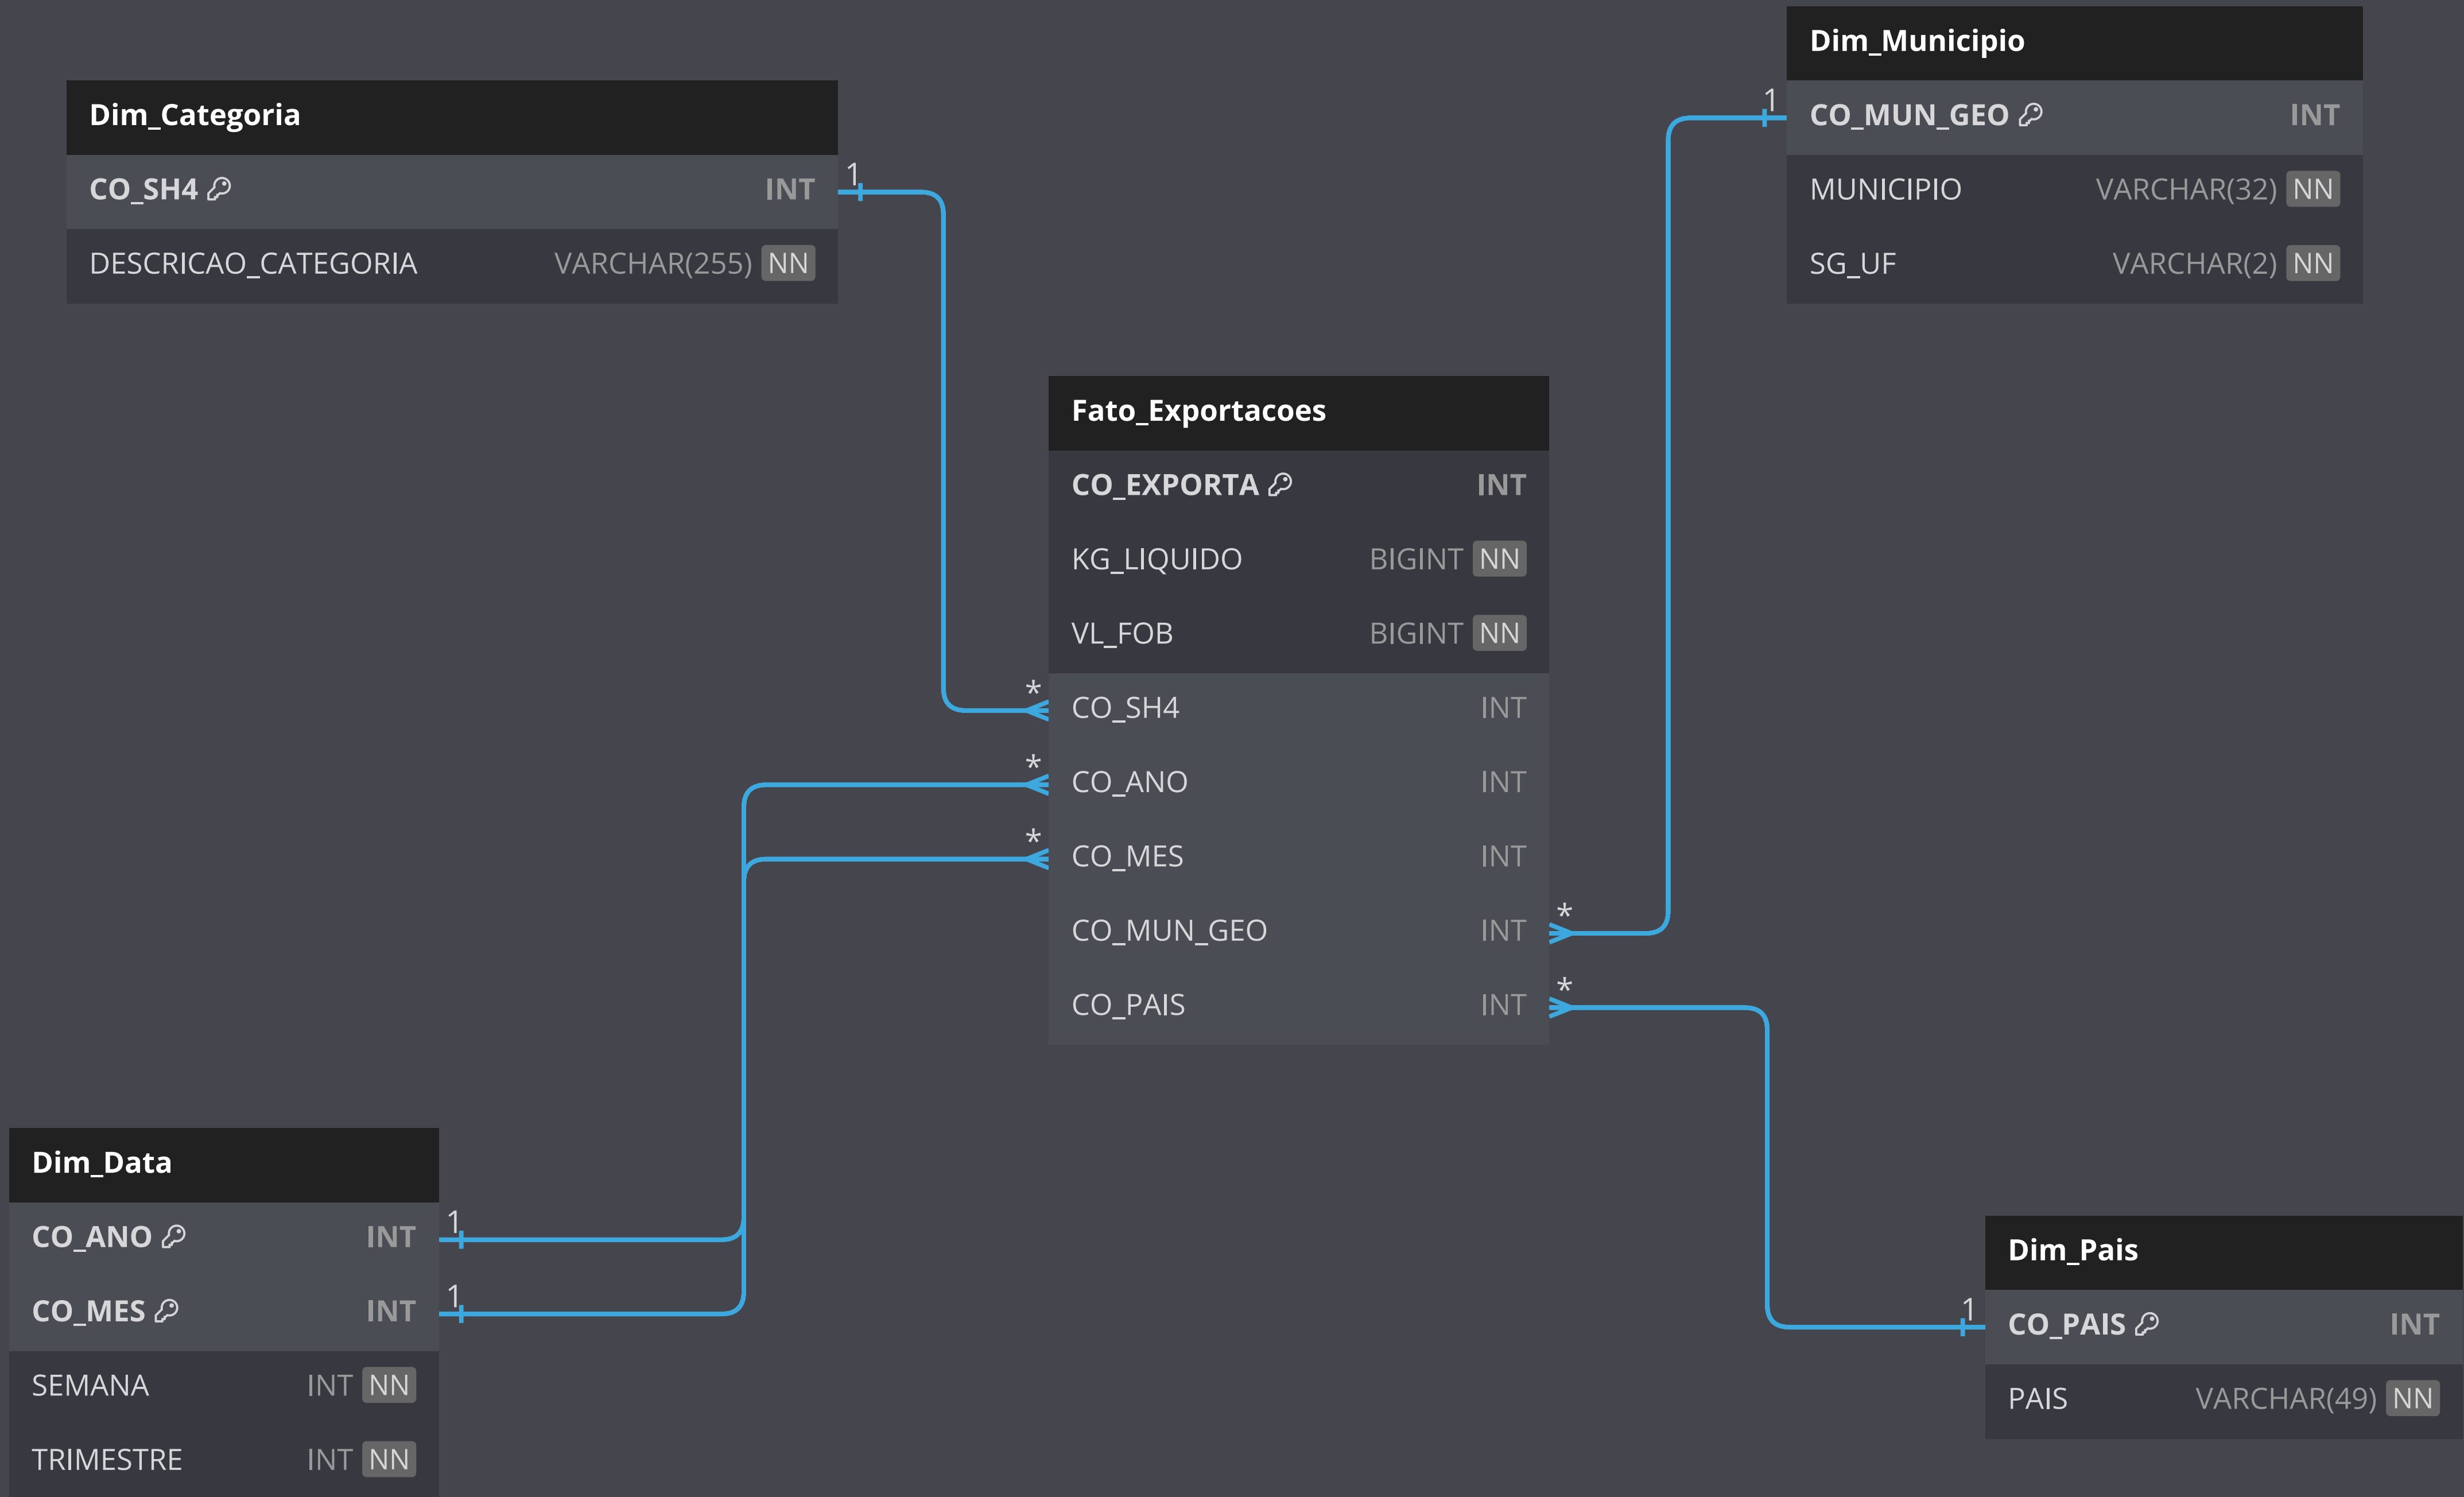 Dim_Categoria
CO_SH4 INT
DESCRICAO_CATEGORIA VARCHAR(255) NN
1
Dim_Municipio
CO_MUN_GEO INT
MUNICIPIO VARCHAR(32) NN
SG_UF VARCHAR(2) NN
1
Fato_Exportacoes
CO_EXPORTA INT
KG_LIQUIDO BIGINT NN
VL_FOB BIGINT NN
* CO_SH4 INT
* CO_ANO INT
* CO_MES INT
CO_MUN_GEO INT *
CO_PAIS INT *
Dim_Data
CO_ANO INT 1
CO_MES INT 1
SEMANA INT NN
TRIMESTRE INT NN
Dim_Pais
1 CO_PAIS INT
PAIS VARCHAR(49) NN